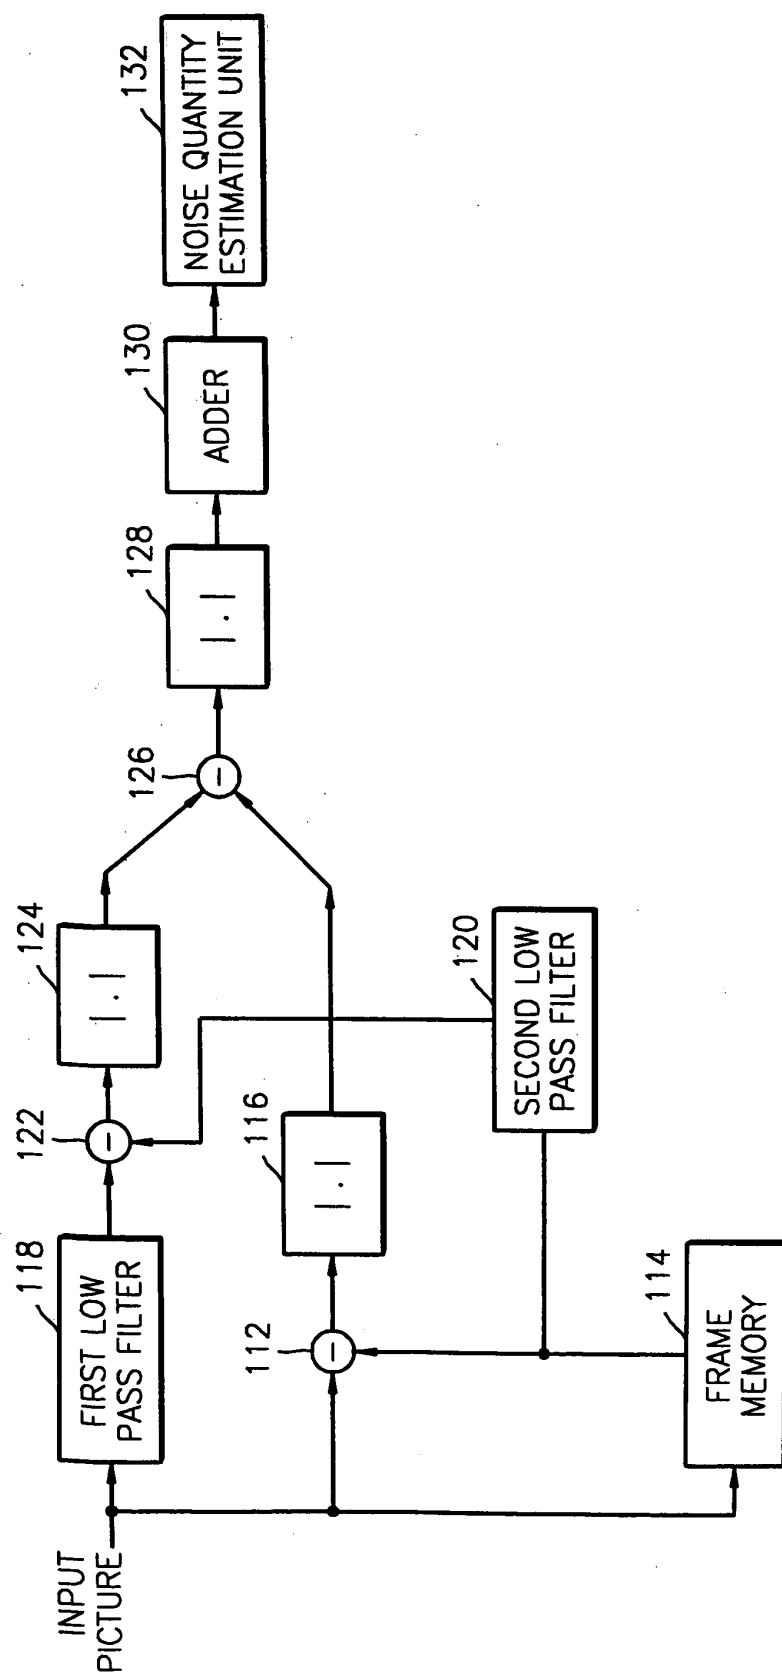 INPUT
PICTURE
118
FIRST LOW
PASS FILTER
122
−
124
|.|
112
−
116
|.|
114
FRAME
MEMORY
120
SECOND LOW
PASS FILTER
126
−
128
|.|
130
ADDER
132
NOISE QUANTITY
ESTIMATION UNIT